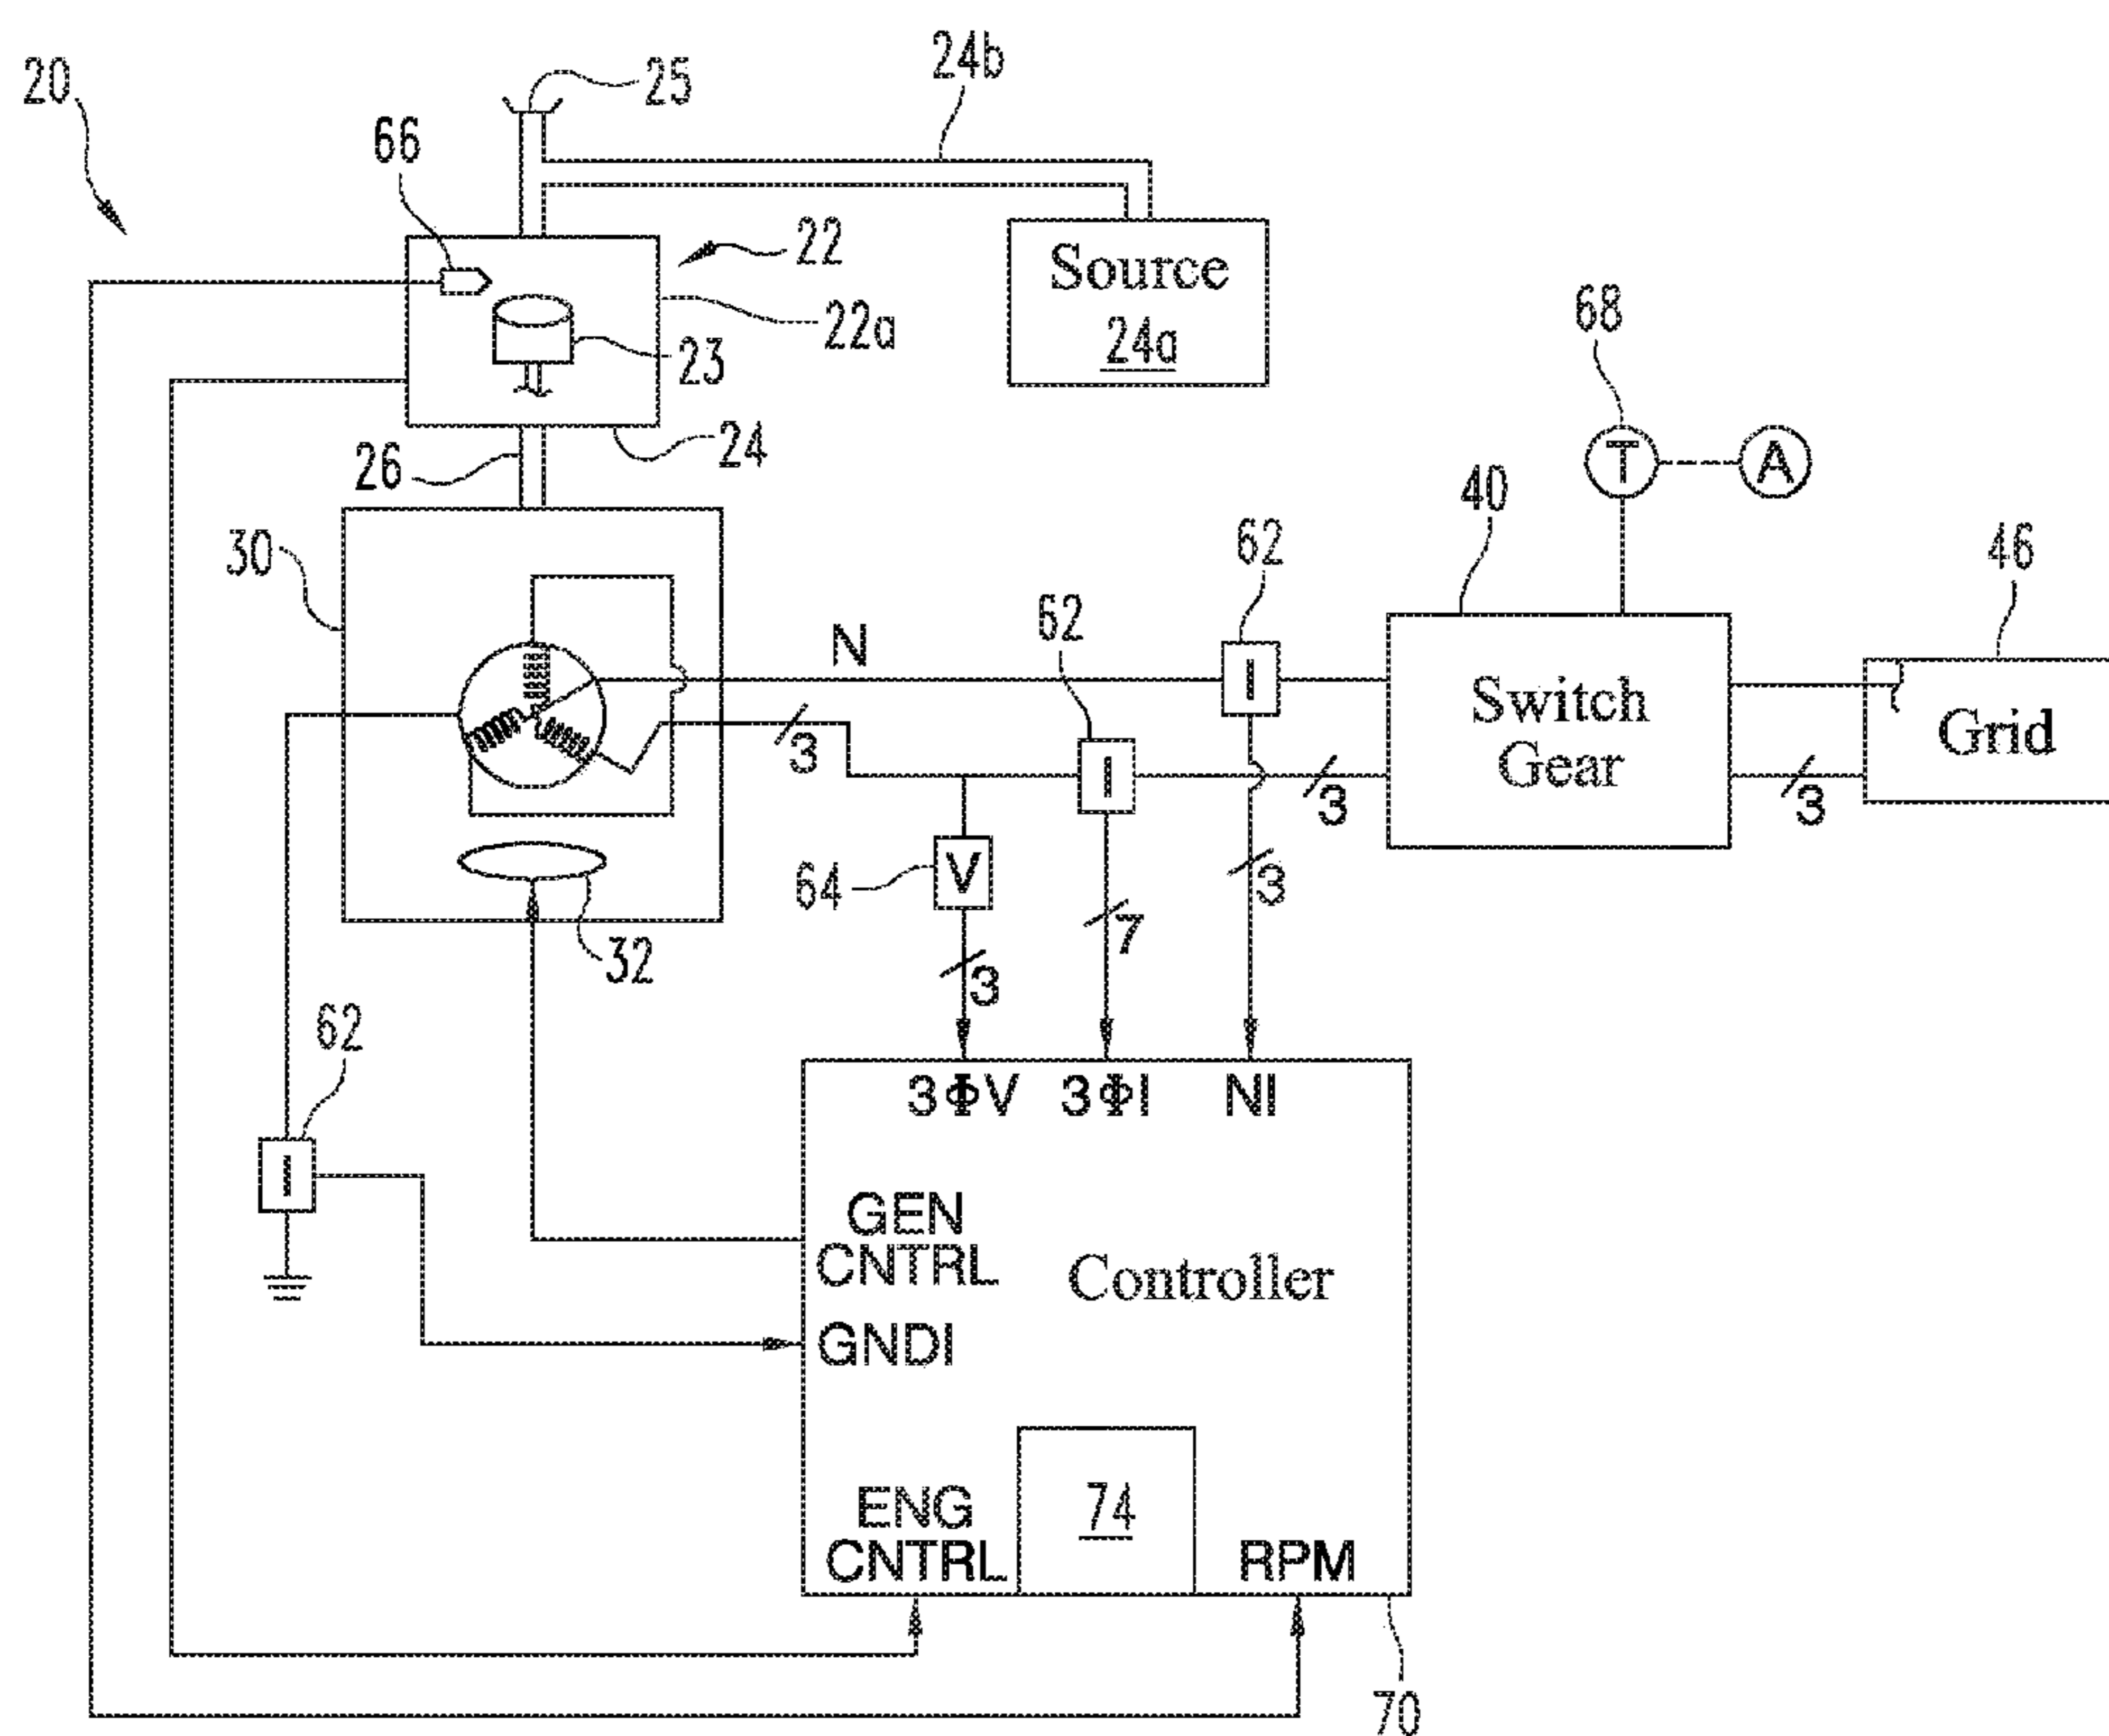 20
25
24b
66
22
Source
24a
22a
23
68
26
24
T
A
40
30
62
46
62
N
I
Switch
Gear
Grid
3
I
3
3
64
V
3
7
32
3
62
3ΦV
3ΦI
NI
I
GEN
CNTRL
Controller
GNDI
ENG
CNTRL
74
RPM
70